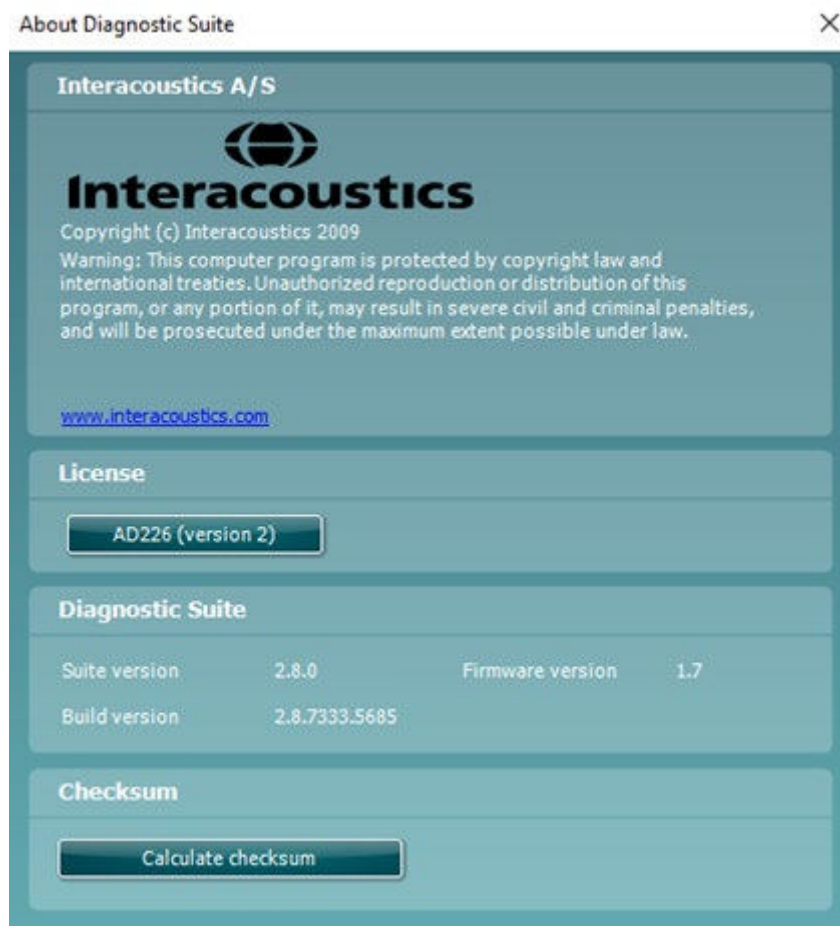 About Diagnostic Suite
Interacoustics A/S
Interacoustics
Copyright (c) Interacoustics 2009
Warning: This computer program is protected by copyright law and
international treaties. Unauthorized reproduction or distribution of this
program, or any portion of it, may result in severe civil and criminal penalties,
and will be prosecuted under the maximum extent possible under law.
www.interacoustics.com
License
AD226 (version 2)
Diagnostic Suite
Suite version 2.8.0 Firmware version 1.7
Build version 2.8.7333.5685
Checksum
Calculate checksum